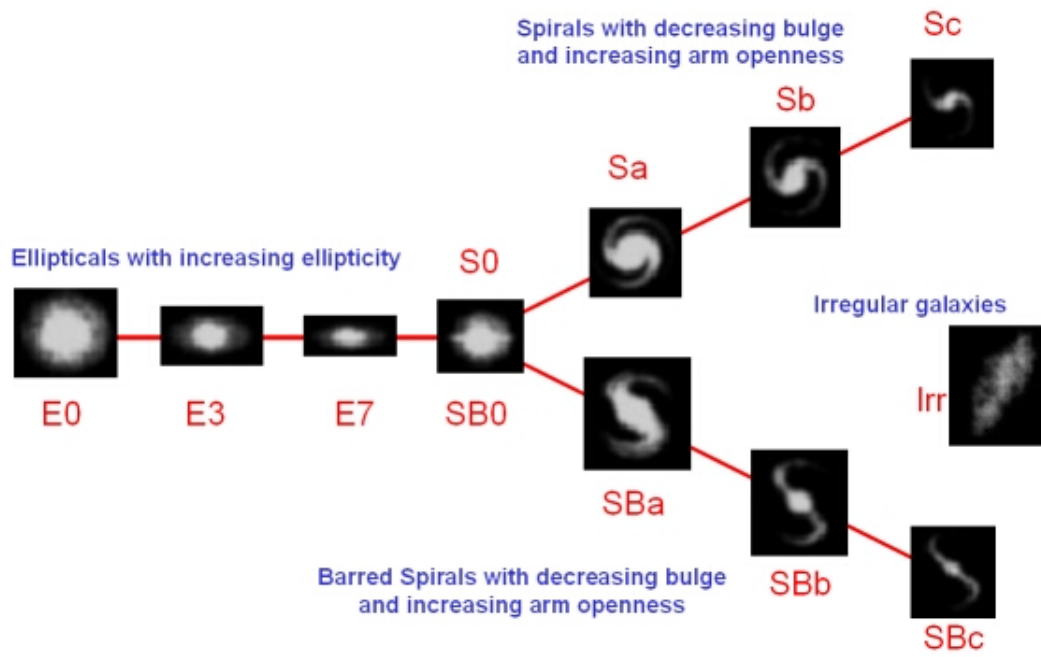 Spirals with decreasing bulge
and increasing arm openness
Sc
Sb
Sa
Ellipticals with increasing ellipticity
S0
Irregular galaxies
E0
E3
E7
SB0
Irr
SBa
SBb
Barred Spirals with decreasing bulge
and increasing arm openness
SBc